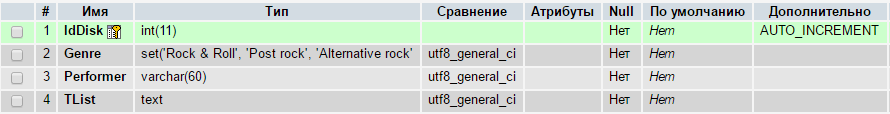 # Имя Тип Сравнение Атрибуты Null По умолчанию Дополнительно
1 IdDisk int(11) Нет Нет AUTO_INCREMENT
2 Genre set('Rock & Roll', 'Post rock', 'Alternative rock' utf8_general_ci Нет Нет
3 Performer varchar(60) utf8_general_ci Нет Нет
4 TList text utf8_general_ci Нет Нет